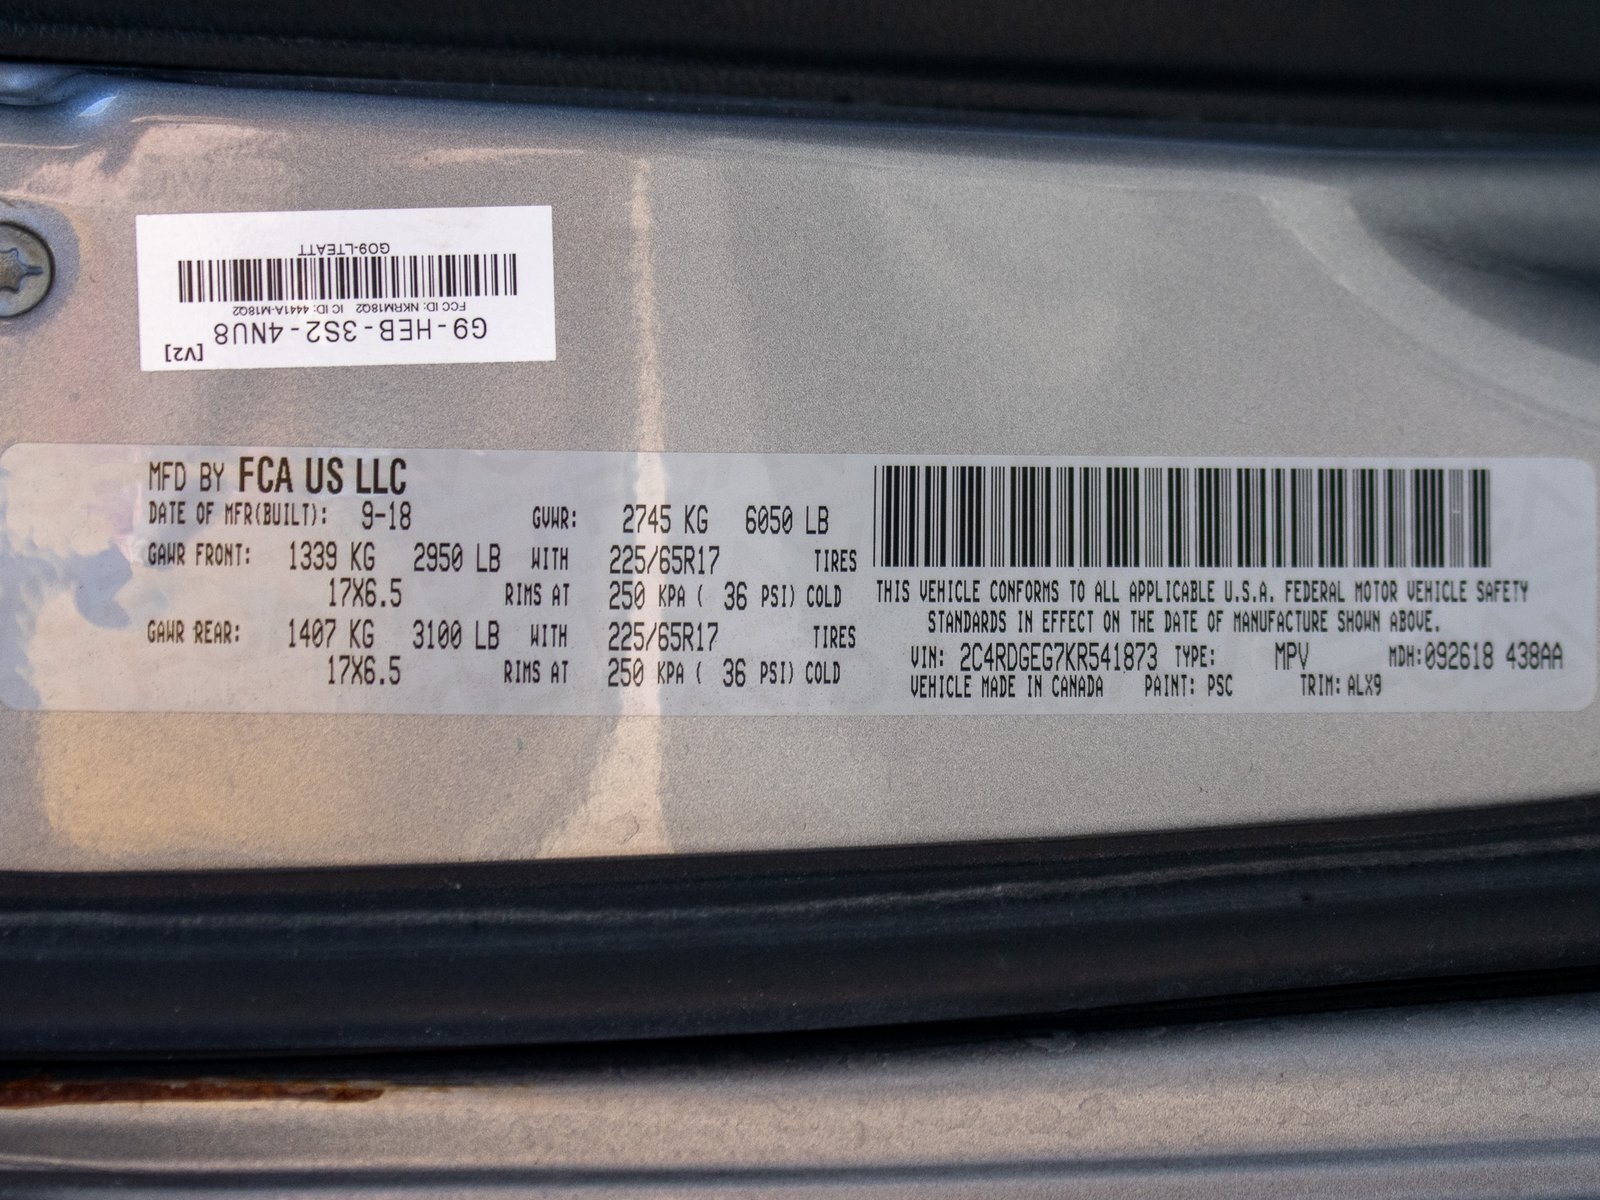 [V2]
G9-HEB-3S2-4NU8
FCC ID: NKRM18Q2 IC ID: 4441A-M18Q2
GO9-LTEATT
MFD BY FCA US LLC
DATE OF MFR(BUILT): 9-18 GVWR: 2745 KG 6050 LB
GAWR FRONT: 1339 KG 2950 LB WITH 225/65R17 TIRES
17X6.5 RIMS AT 250 KPA ( 36 PSI) COLD
GAWR REAR: 1407 KG 3100 LB WITH 225/65R17 TIRES
17X6.5 RIMS AT 250 KPA ( 36 PSI) COLD
THIS VEHICLE CONFORMS TO ALL APPLICABLE U.S.A. FEDERAL MOTOR VEHICLE SAFETY
STANDARDS IN EFFECT ON THE DATE OF MANUFACTURE SHOWN ABOVE.
VIN: 2C4RDGEG7KR541873 TYPE: MPV MDH:092618 438AA
VEHICLE MADE IN CANADA PAINT: PSC TRIM: ALX9